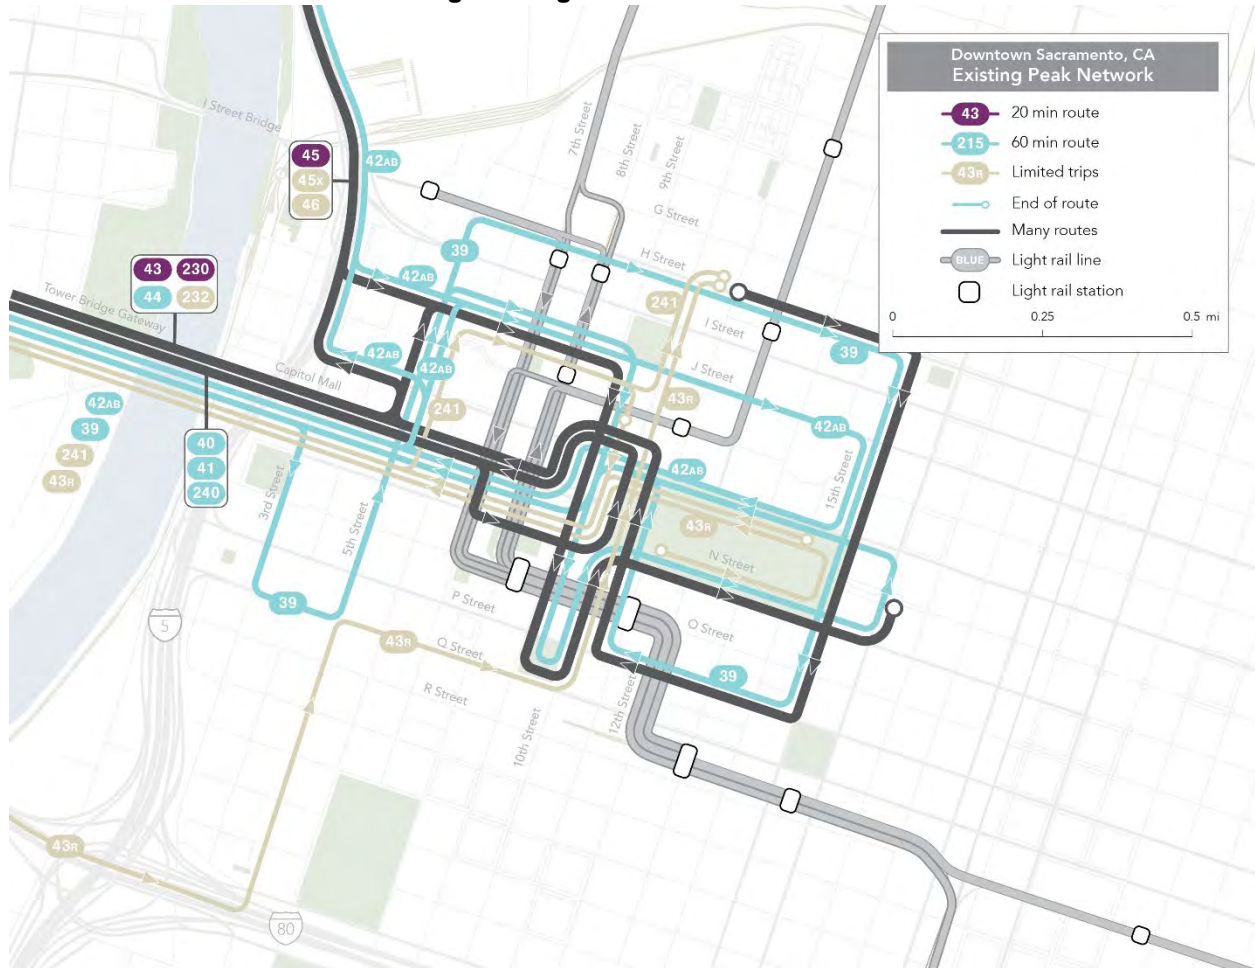 Downtown Sacramento, CA
Existing Peak Network
43 20 min route
215 60 min route
43R Limited trips
End of route
Many routes
BLUE Light rail line
Light rail station
0 0.25 0.5 mi
I Street Bridge
7th Street
8th Street
9th Street
45
45X
46
42AB
G Street
39
H Street
42AB
43 230
44 232
Tower Bridge Gateway
241
I Street
39
42AB
42AB
J Street
Capitol Mall
43R
241
42AB
42AB
39
241
43R
40
41
240
42AB
15th Street
3rd Street
5th Street
43R
N Street
P Street
39
O Street
5
43R
Q Street
39
R Street
12th Street
10th Street
43R
80